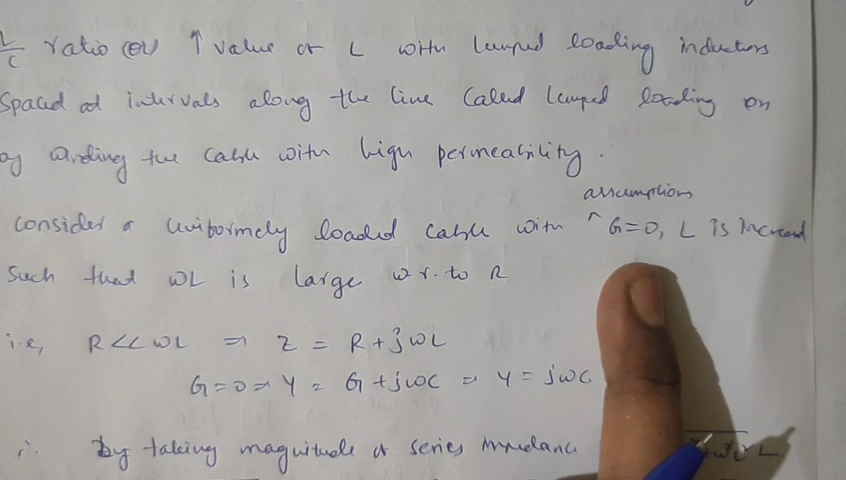 L/C ratio (or) ↑ value of L with lumped loading inductors
Spaced at intervals along the line called lumped loading or
by winding the cable with high permeability.
assumptions
consider a uniformely loaded cable with ^ G=0, L is increased
such that ωL is large w.r.to R
i.e, R<<ωL ⇒ Z = R+jωL
G=0 ⇒ Y = G+jωC ⇒ Y = jωC
∴ By taking magnitude of series impedance